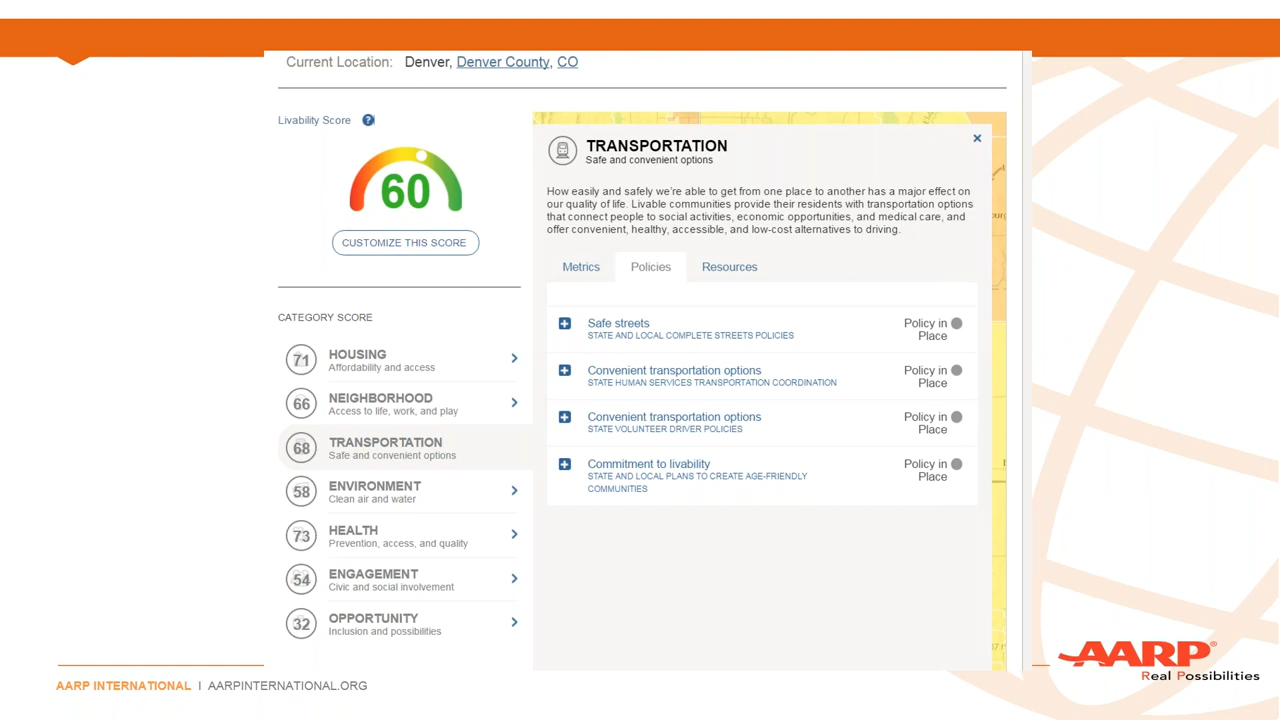 Current Location: Denver, Denver County, CO
Livability Score ?
60
CUSTOMIZE THIS SCORE
CATEGORY SCORE
71 HOUSING
Affordability and access
66 NEIGHBORHOOD
Access to life, work, and play
68 TRANSPORTATION
Safe and convenient options
58 ENVIRONMENT
Clean air and water
73 HEALTH
Prevention, access, and quality
54 ENGAGEMENT
Civic and social involvement
32 OPPORTUNITY
Inclusion and possibilities
TRANSPORTATION
Safe and convenient options
How easily and safely we're able to get from one place to another has a major effect on
our quality of life. Livable communities provide their residents with transportation options
that connect people to social activities, economic opportunities, and medical care, and
offer convenient, healthy, accessible, and low-cost alternatives to driving.
Metrics Policies Resources
Safe streets
STATE AND LOCAL COMPLETE STREETS POLICIES
Policy in
Place
Convenient transportation options
STATE HUMAN SERVICES TRANSPORTATION COORDINATION
Policy in
Place
Convenient transportation options
STATE VOLUNTEER DRIVER POLICIES
Policy in
Place
Commitment to livability
STATE AND LOCAL PLANS TO CREATE AGE-FRIENDLY
COMMUNITIES
Policy in
Place
AARP INTERNATIONAL | AARPINTERNATIONAL.ORG
AARP®
Real Possibilities